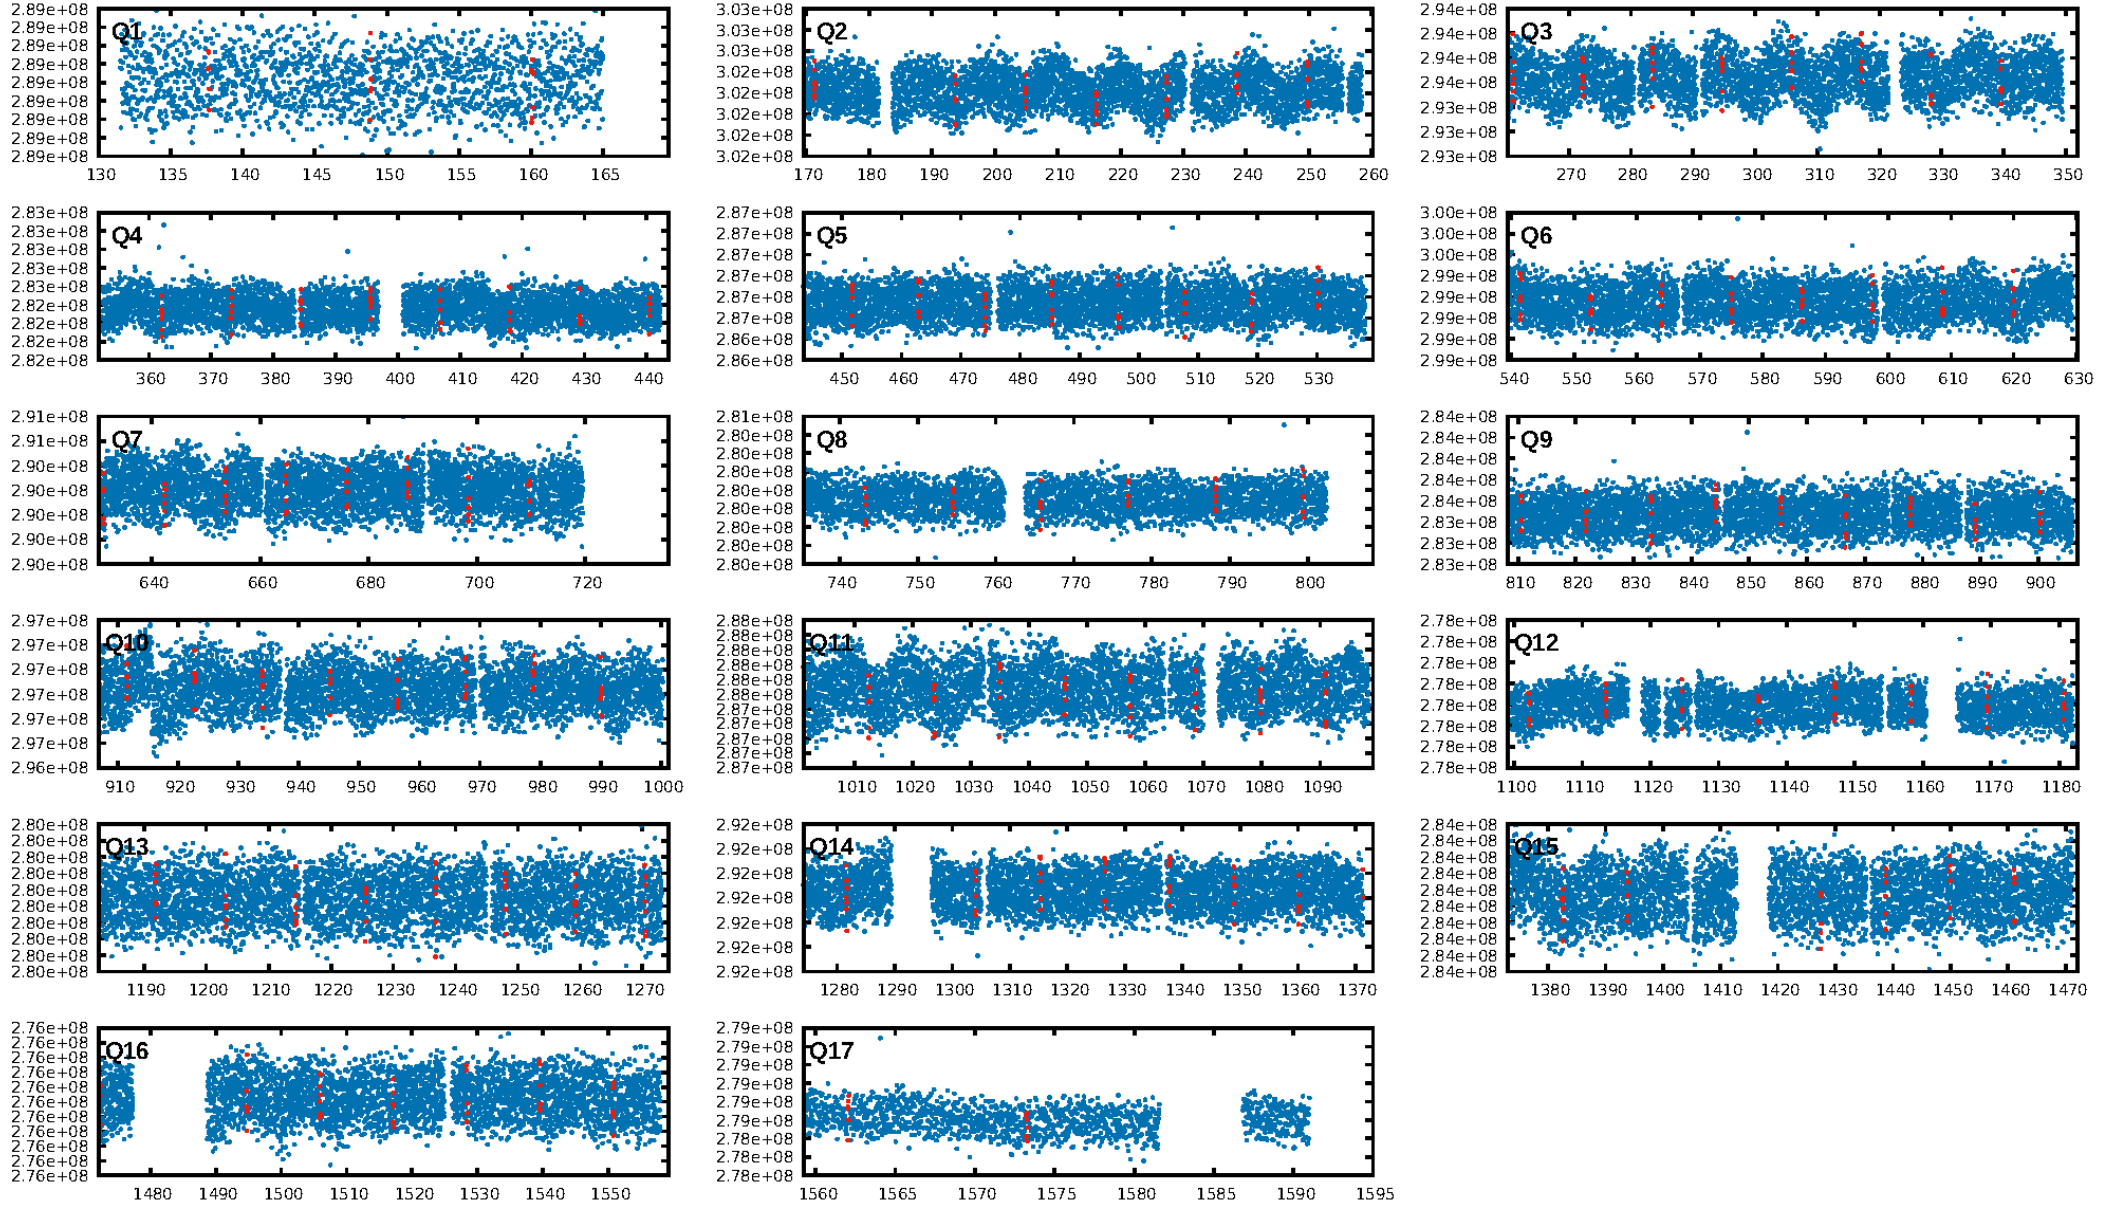 2.89e+08 2.89e+08 2.89e+08 2.89e+08 2.89e+08 2.89e+08 2.89e+08 2.89e+08 2.89e+08
Q1
130 135 140 145 150 155 160 165
3.03e+08 3.03e+08 3.03e+08 3.02e+08 3.02e+08 3.02e+08 3.02e+08 3.02e+08
Q2
170 180 190 200 210 220 230 240 250 260
2.94e+08 2.94e+08 2.94e+08 2.94e+08 2.93e+08 2.93e+08 2.93e+08
Q3
270 280 290 300 310 320 330 340 350
2.83e+08 2.83e+08 2.83e+08 2.83e+08 2.83e+08 2.82e+08 2.82e+08 2.82e+08 2.82e+08
Q4
360 370 380 390 400 410 420 430 440
2.87e+08 2.87e+08 2.87e+08 2.87e+08 2.87e+08 2.87e+08 2.86e+08 2.86e+08
Q5
450 460 470 480 490 500 510 520 530
3.00e+08 3.00e+08 3.00e+08 2.99e+08 2.99e+08 2.99e+08 2.99e+08 2.99e+08
Q6
540 550 560 570 580 590 600 610 620 630
2.91e+08 2.91e+08 2.90e+08 2.90e+08 2.90e+08 2.90e+08 2.90e+08
Q7
640 660 680 700 720
2.81e+08 2.80e+08 2.80e+08 2.80e+08 2.80e+08 2.80e+08 2.80e+08 2.80e+08 2.80e+08
Q8
740 750 760 770 780 790 800
2.84e+08 2.84e+08 2.84e+08 2.84e+08 2.84e+08 2.83e+08 2.83e+08 2.83e+08
Q9
810 820 830 840 850 860 870 880 890 900
2.97e+08 2.97e+08 2.97e+08 2.97e+08 2.97e+08 2.97e+08 2.96e+08
Q10
910 920 930 940 950 960 970 980 990 1000
2.88e+08 2.88e+08 2.88e+08 2.88e+08 2.88e+08 2.88e+08 2.87e+08 2.87e+08 2.87e+08 2.87e+08
Q11
1010 1020 1030 1040 1050 1060 1070 1080 1090
2.78e+08 2.78e+08 2.78e+08 2.78e+08 2.78e+08 2.78e+08 2.78e+08 2.78e+08
Q12
1100 1110 1120 1130 1140 1150 1160 1170 1180
2.80e+08 2.80e+08 2.80e+08 2.80e+08 2.80e+08 2.80e+08 2.80e+08 2.80e+08 2.80e+08 2.80e+08
Q13
1190 1200 1210 1220 1230 1240 1250 1260 1270
2.92e+08 2.92e+08 2.92e+08 2.92e+08 2.92e+08 2.92e+08 2.92e+08
Q14
1280 1290 1300 1310 1320 1330 1340 1350 1360 1370
2.84e+08 2.84e+08 2.84e+08 2.84e+08 2.84e+08 2.84e+08 2.84e+08 2.84e+08 2.84e+08 2.84e+08
Q15
1380 1390 1400 1410 1420 1430 1440 1450 1460 1470
2.76e+08 2.76e+08 2.76e+08 2.76e+08 2.76e+08 2.76e+08 2.76e+08 2.76e+08 2.76e+08 2.76e+08 2.76e+08
Q16
1480 1490 1500 1510 1520 1530 1540 1550
2.79e+08 2.79e+08 2.79e+08 2.79e+08 2.79e+08 2.79e+08 2.78e+08 2.78e+08 2.78e+08
Q17
1560 1565 1570 1575 1580 1585 1590 1595